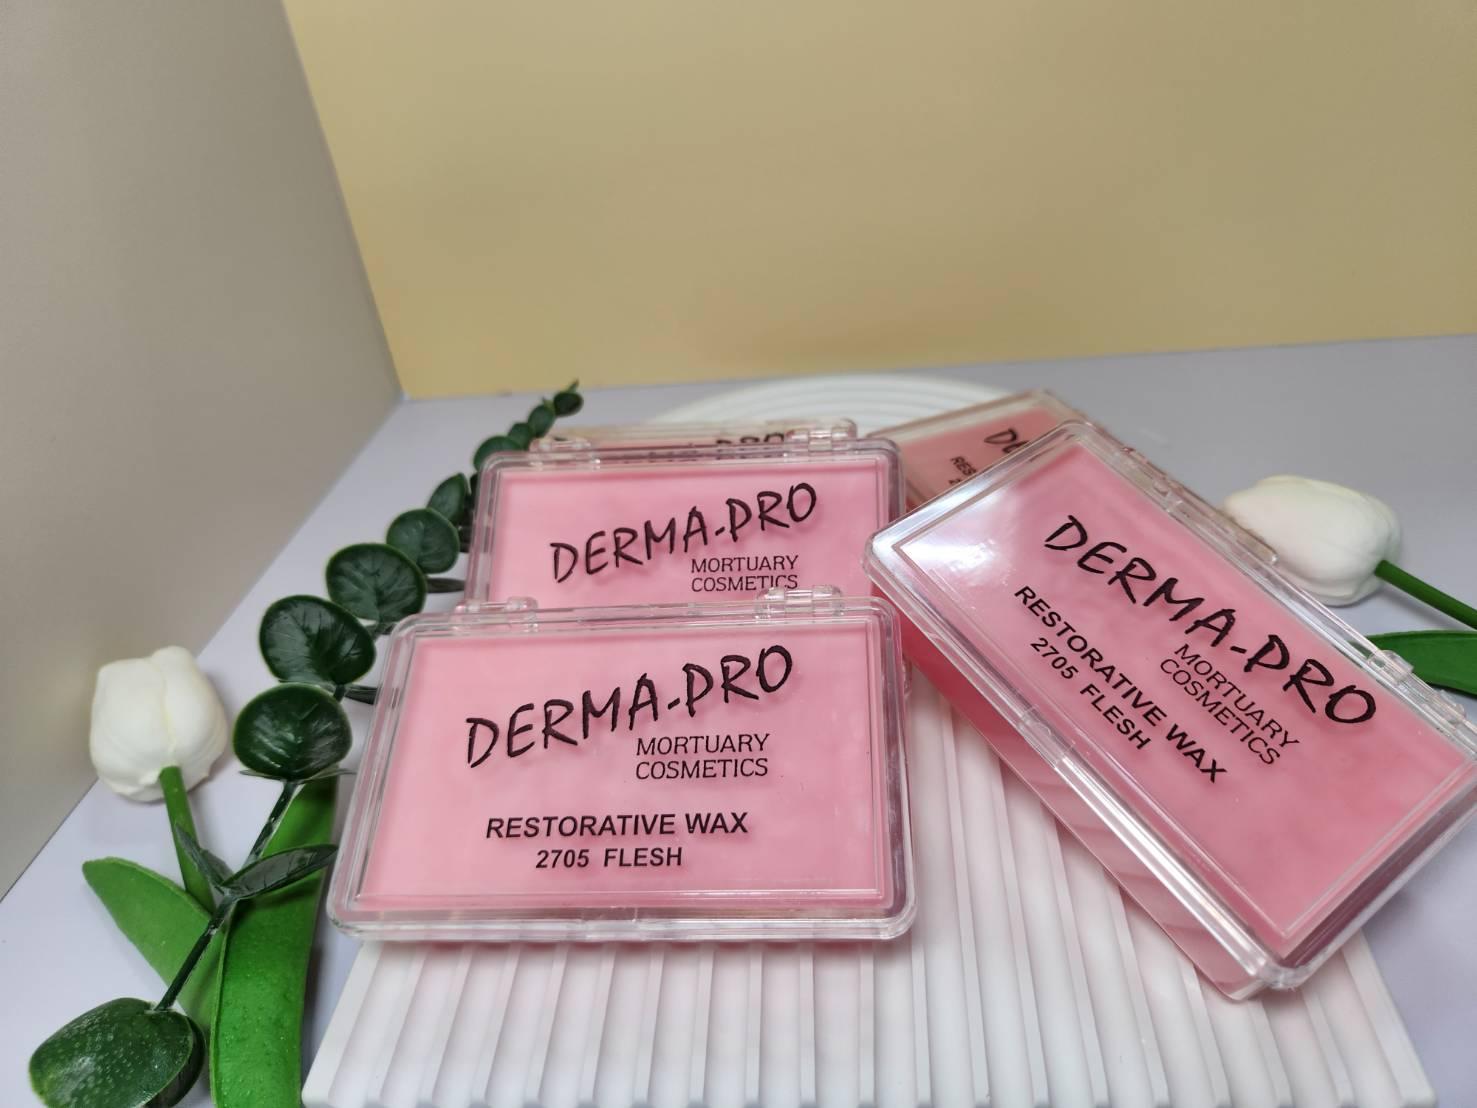 DERMA-PRO
MORTUARY
COSMETICS
DERMA-PRO
MORTUARY
COSMETICS
RESTORATIVE WAX
2705 FLESH
DERMA-PRO
MORTUARY
COSMETICS
RESTORATIVE WAX
2705 FLESH